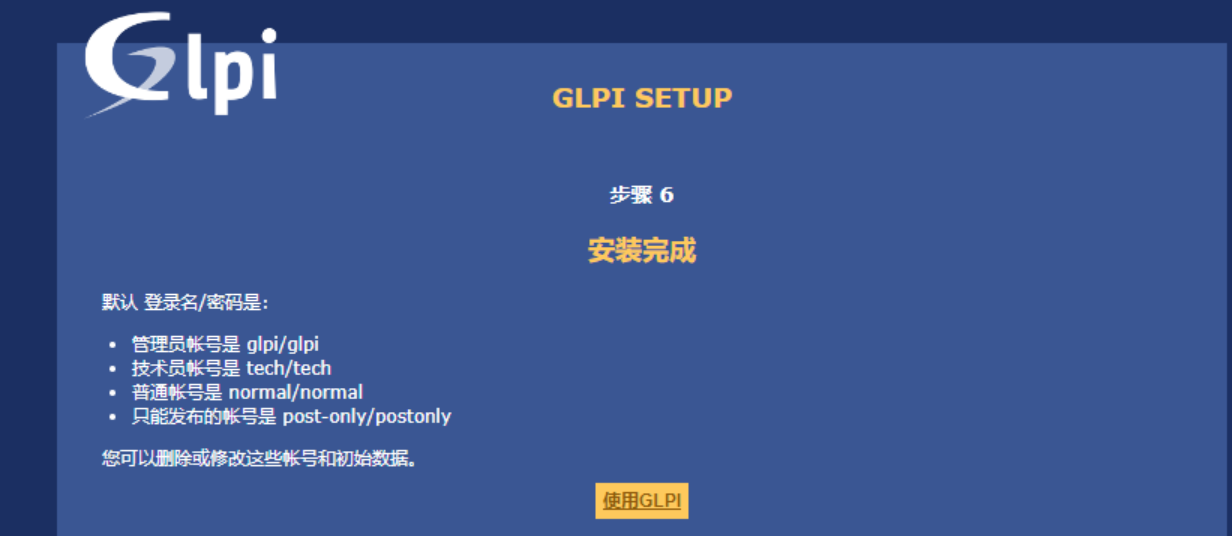 Glpi
GLPI SETUP
步骤 6
安装完成
默认 登录名/密码是：
• 管理员帐号是 glpi/glpi
• 技术员帐号是 tech/tech
• 普通帐号是 normal/normal
• 只能发布的帐号是 post-only/postonly
您可以删除或修改这些帐号和初始数据。
使用GLPI